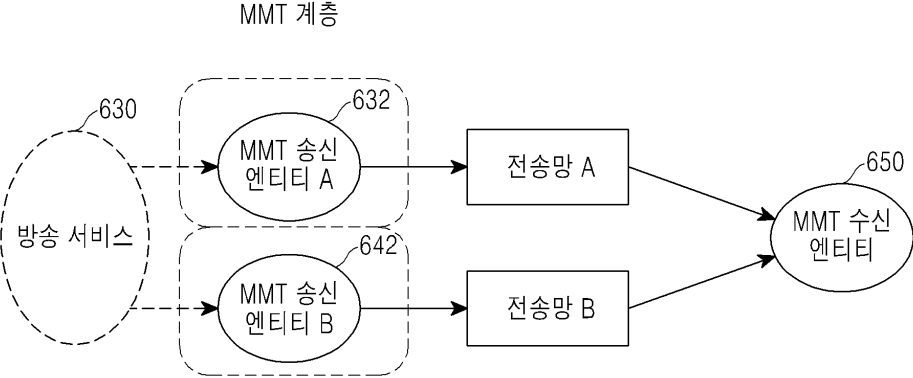 MMT 계층
630
방송 서비스
632
MMT 송신
엔티티 A
전송망 A
642
MMT 송신
엔티티 B
전송망 B
650
MMT 수신
엔티티